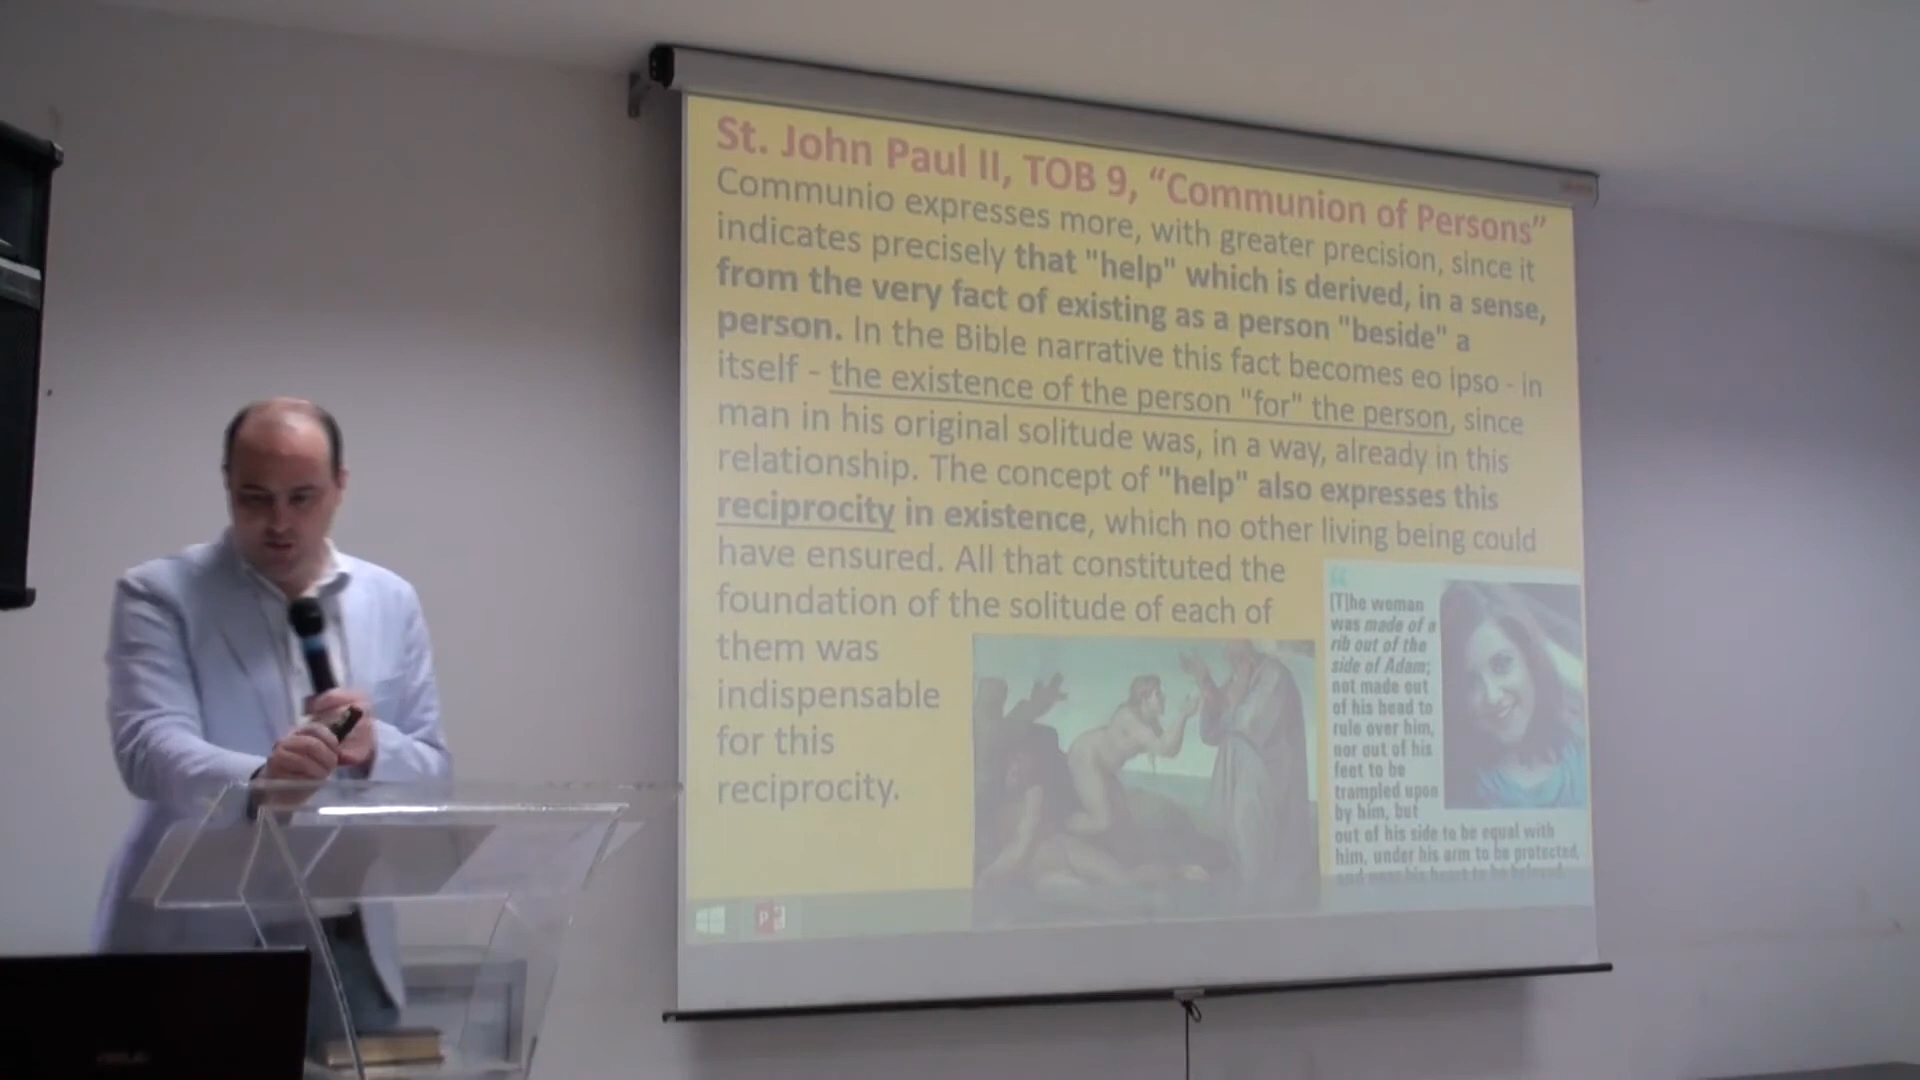 St. John Paul II, TOB 9, “Communion of Persons”
Communio expresses more, with greater precision, since it
indicates precisely that "help" which is derived, in a sense,
from the very fact of existing as a person "beside" a
person. In the Bible narrative this fact becomes eo ipso - in
itself - the existence of the person "for" the person, since
man in his original solitude was, in a way, already in this
relationship. The concept of "help" also expresses this
reciprocity in existence, which no other living being could
have ensured. All that constituted the
foundation of the solitude of each of
them was
indispensable
for this
reciprocity.
“
[T]he woman
was made of a
rib out of the
side of Adam;
not made out
of his head to
rule over him,
nor out of his
feet to be
trampled upon
by him, but
out of his side to be equal with
him, under his arm to be protected,
and near his heart to be beloved.